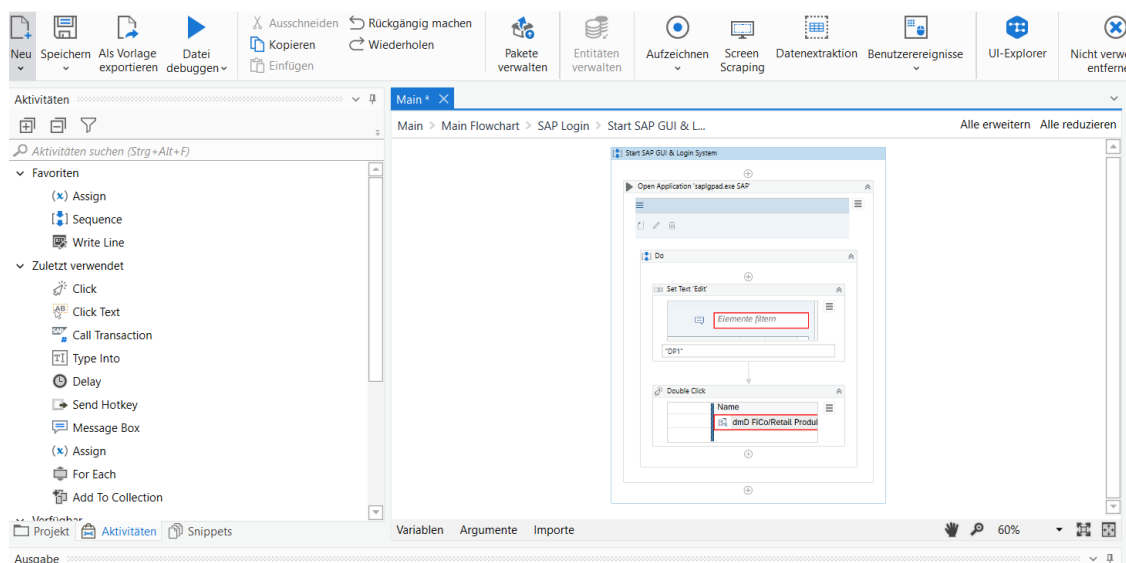 Neu
Speichern
Als Vorlage exportieren
Datei debuggen
Ausschneiden
Kopieren
Einfügen
Rückgängig machen
Wiederholen
Pakete verwalten
Entitäten verwalten
Aufzeichnen
Screen Scraping
Datenextraktion
Benutzerereignisse
UI-Explorer
Nicht verw
entferne
Aktivitäten
Main *
Main > Main Flowchart > SAP Login > Start SAP GUI & L...
Alle erweitern Alle reduzieren
Aktivitäten suchen (Strg+Alt+F)
Favoriten
Assign
Sequence
Write Line
Zuletzt verwendet
Click
Click Text
Call Transaction
Type Into
Delay
Send Hotkey
Message Box
Assign
For Each
Add To Collection
Verfügbar
Start SAP GUI & Login System
Open Application 'saplgpad.exe SAP'
Do
Set Text 'Edit'
Elemente filtern
"DP1"
Double Click
Name
dmD FiCo/Retail Produl
Projekt Aktivitäten Snippets
Variablen Argumente Importe
60%
Ausgabe